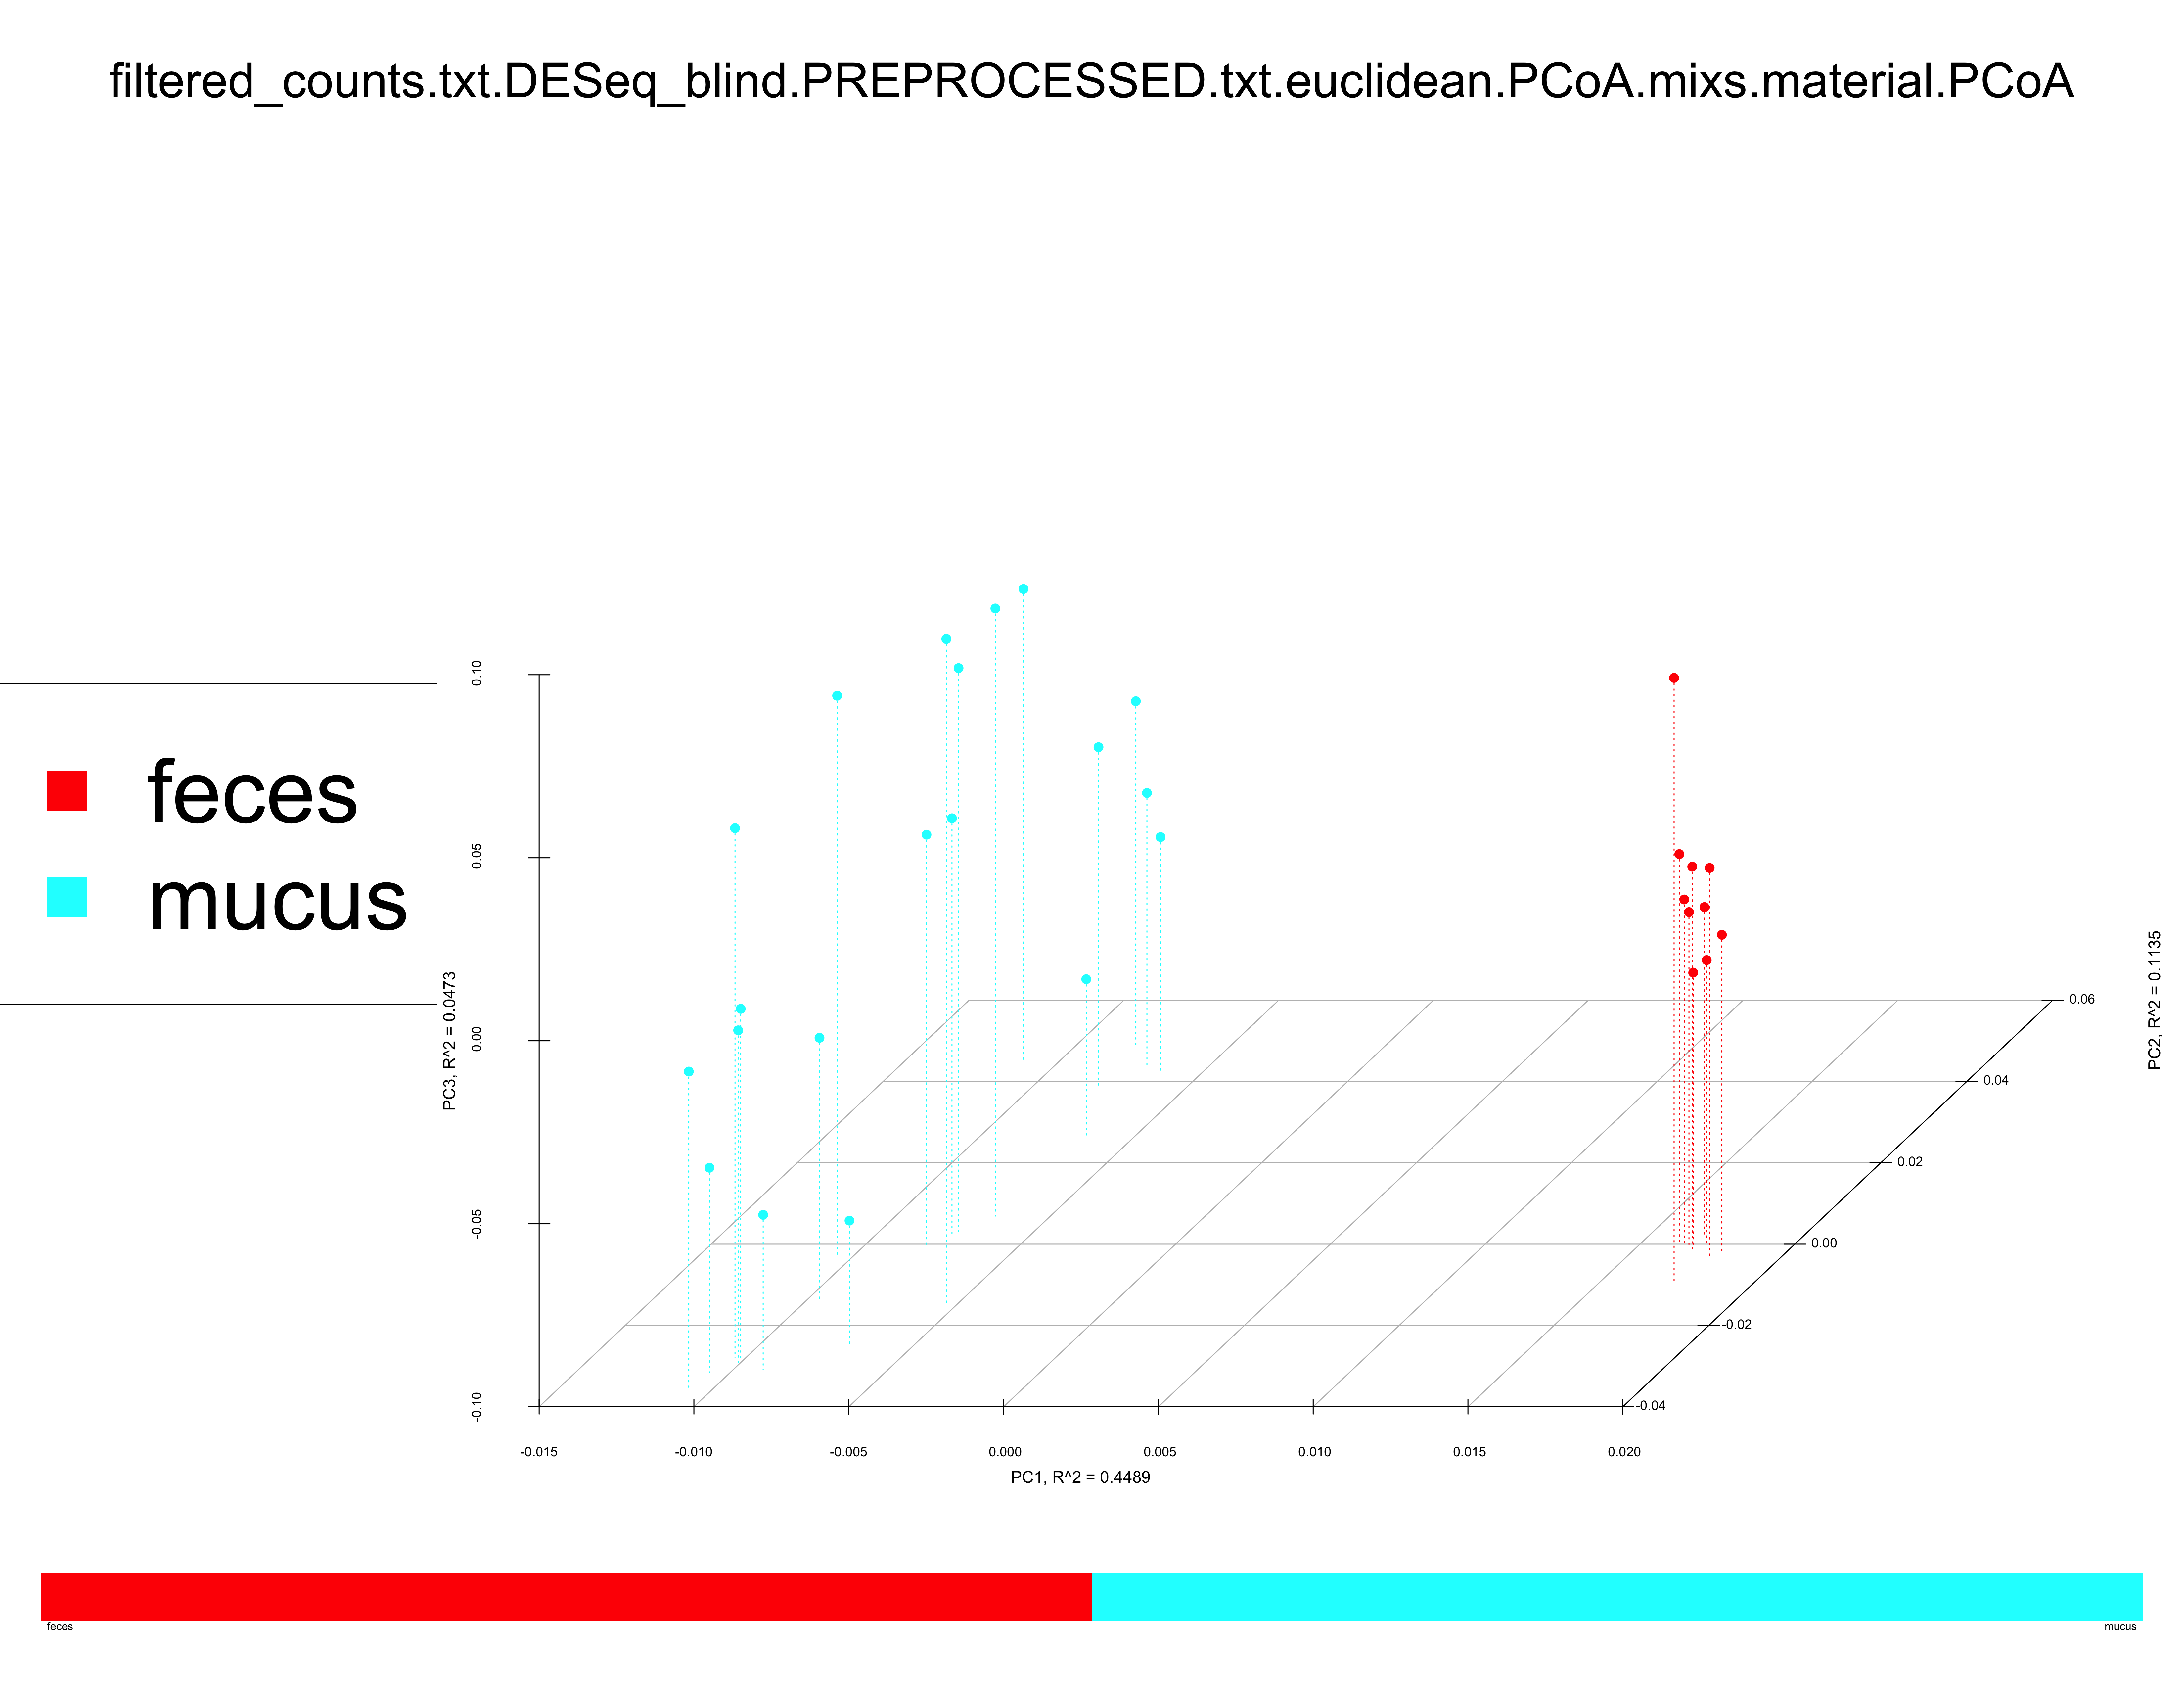 filtered_counts.txt.DESeq_blind.PREPROCESSED.txt.euclidean.PCoA.mixs.material.PCoA
feces
mucus
PC3, R^2 = 0.0473
0.10
0.05
0.00
-0.05
-0.10
PC2, R^2 = 0.1135
0.06
0.04
0.02
0.00
-0.02
-0.04
-0.015
-0.010
-0.005
0.000
0.005
0.010
0.015
0.020
PC1, R^2 = 0.4489
feces
mucus